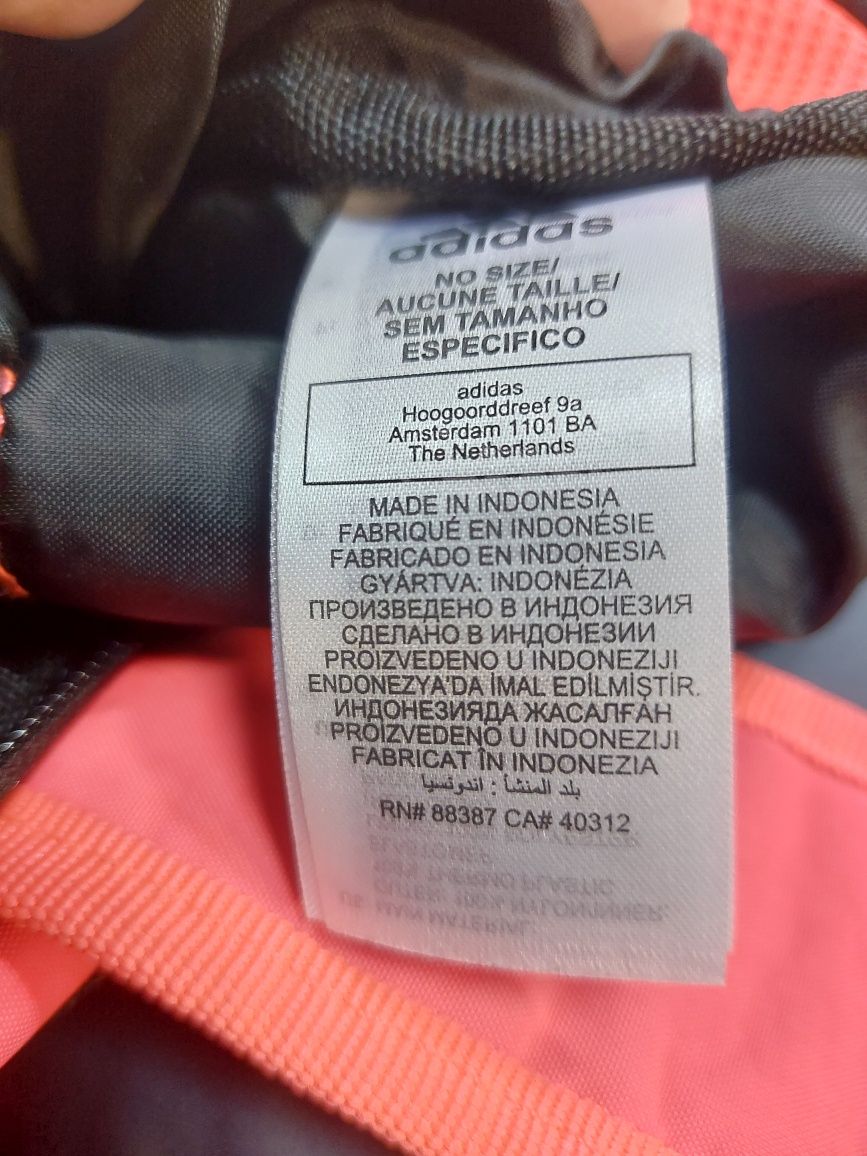 adidas
NO SIZE/
AUCUNE TAILLE/
SEM TAMANHO
ESPECIFICO
adidas
Hoogoorddreef 9a
Amsterdam 1101 BA
The Netherlands
MADE IN INDONESIA
FABRIQUÉ EN INDONÉSIE
FABRICADO EN INDONESIA
GYÁRTVA: INDONÉZIA
ПРОИЗВЕДЕНО В ИНДОНЕЗИЯ
СДЕЛАНО В ИНДОНЕЗИИ
PROIZVEDENO U INDONEZIJI
ENDONEZYA'DA İMAL EDİLMİŞTİR.
ИНДОНЕЗИЯДА ЖАСАЛҒАН
PROIZVEDENO U INDONEZIJI
FABRICAT ÎN INDONEZIA
بلد المنشأ : اندونسيا
RN# 88387 CA# 40312